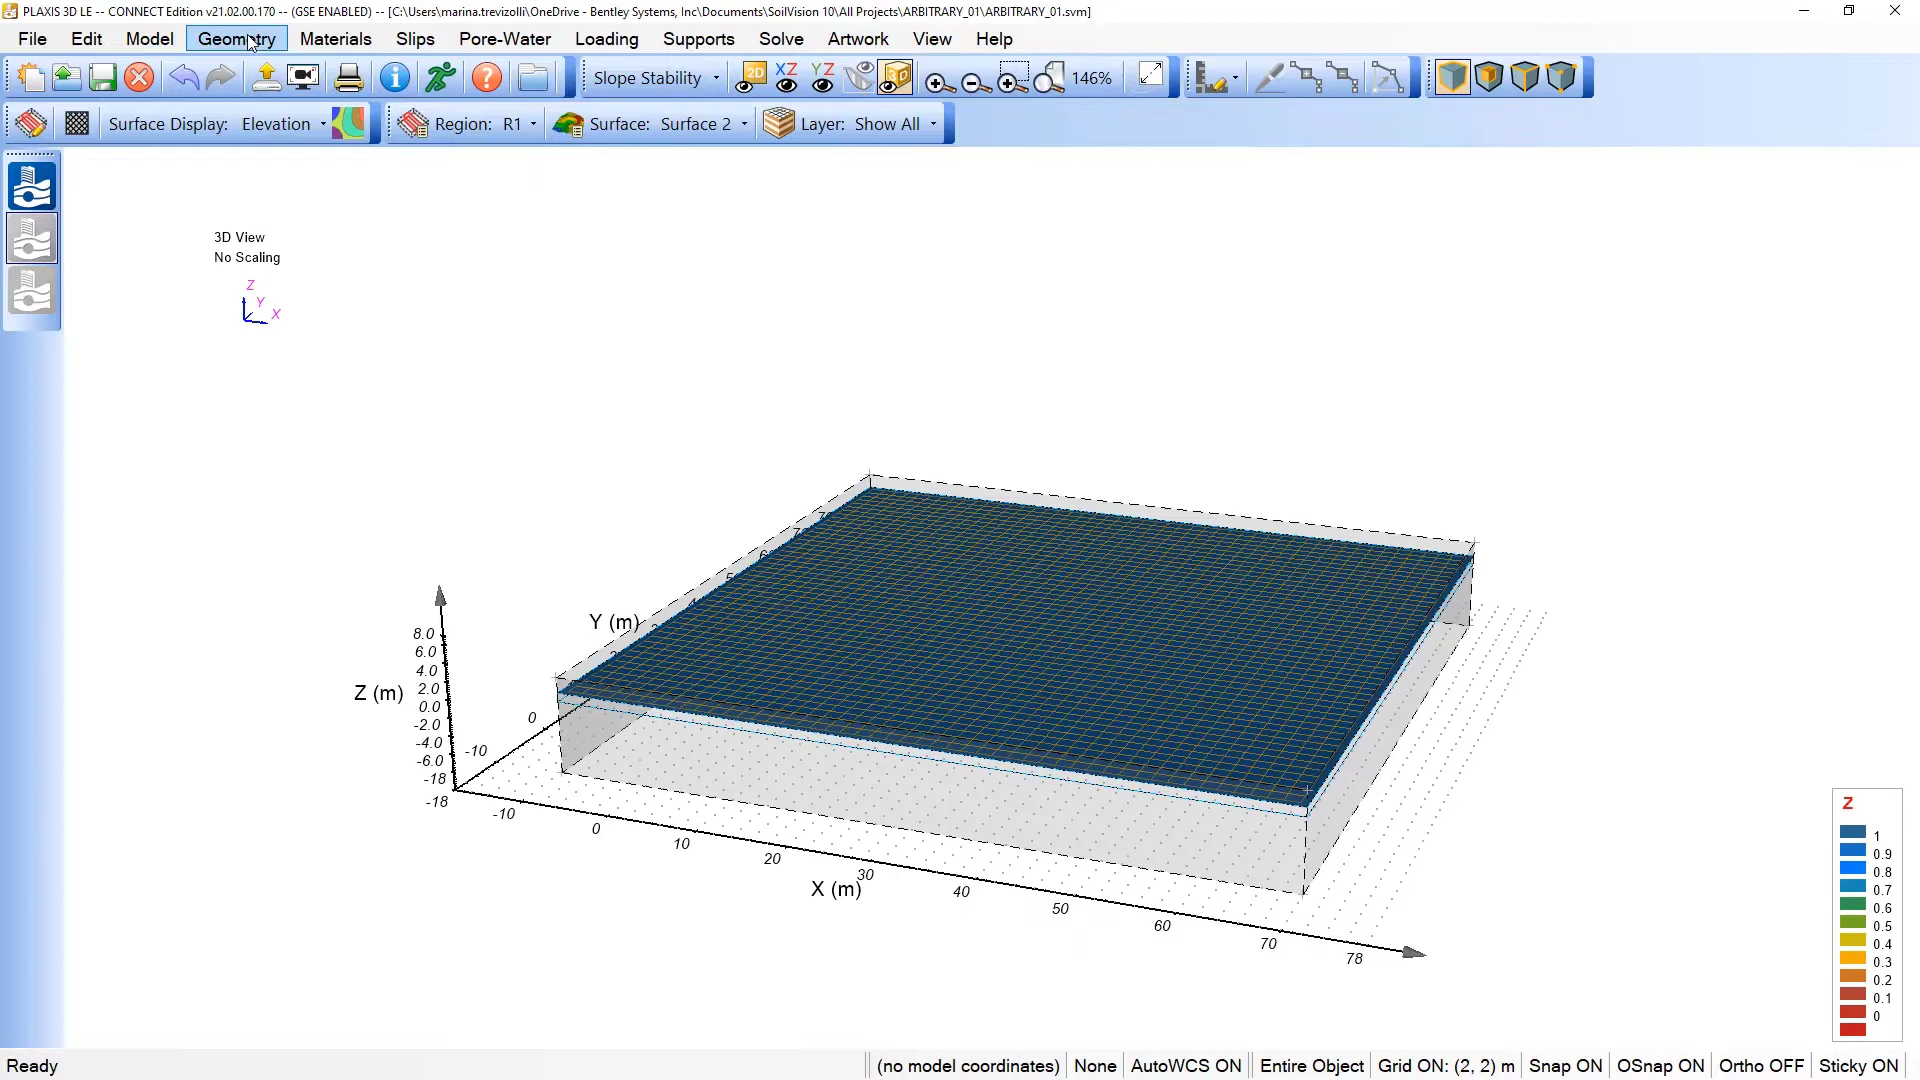 PLAXIS 3D LE -- CONNECT Edition v21.02.00.170 -- (GSE ENABLED) -- [C:\Users\marina.trevizolli\OneDrive - Bentley Systems, Inc\Documents\SoilVision 10\All Projects\ARBITRARY_01\ARBITRARY_01.svm]
File Edit Model Geometry Materials Slips Pore-Water Loading Supports Solve Artwork View Help
Slope Stability 2D XZ YZ 3D 146%
Surface Display: Elevation Region: R1 Surface: Surface 2 Layer: Show All
3D View
No Scaling
Z
Y
X
Y (m)
8.0
6.0
4.0
Z (m)
2.0
0.0
-2.0
-4.0
-6.0
-18
-18
-10
0
-10
0
10
20
30
40
50
60
70
78
X (m)
Z
1
0.9
0.8
0.7
0.6
0.5
0.4
0.3
0.2
0.1
0
Ready (no model coordinates) None AutoWCS ON Entire Object Grid ON: (2, 2) m Snap ON OSnap ON Ortho OFF Sticky ON